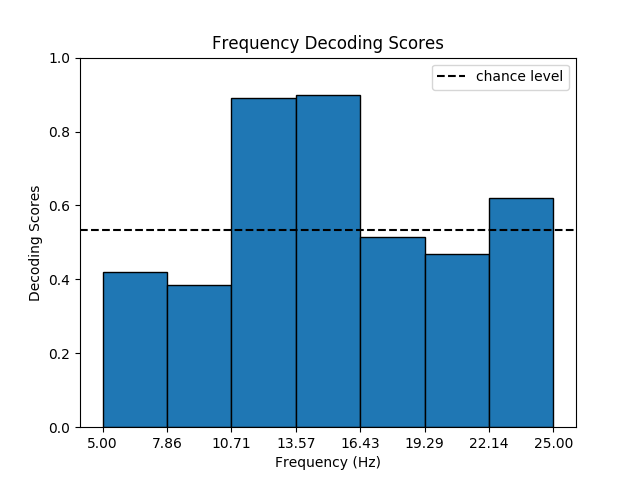 Frequency Decoding Scores
chance level
1.0
0.8
0.6
0.4
0.2
0.0
Decoding Scores
5.00 7.86 10.71 13.57 16.43 19.29 22.14 25.00
Frequency (Hz)